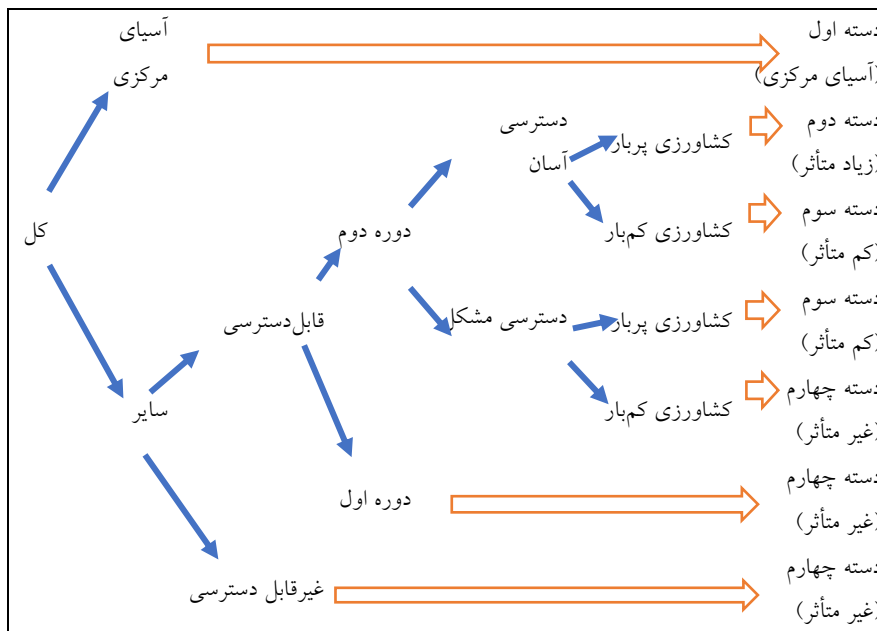 دسته اول
(آسیای مرکزی)
آسیای
مرکزی
دسته دوم
(زیاد متأثر)
کشاورزی پربار
دسترسی
آسان
دسته سوم
(کم متأثر)
کشاورزی کم‌بار
دوره دوم
کل
دسته سوم
(کم متأثر)
کشاورزی پربار
دسترسی مشکل
قابل‌دسترسی
دسته چهارم
(غیر متأثر)
کشاورزی کم‌بار
سایر
دسته چهارم
(غیر متأثر)
دوره اول
دسته چهارم
(غیر متأثر)
غیرقابل دسترسی